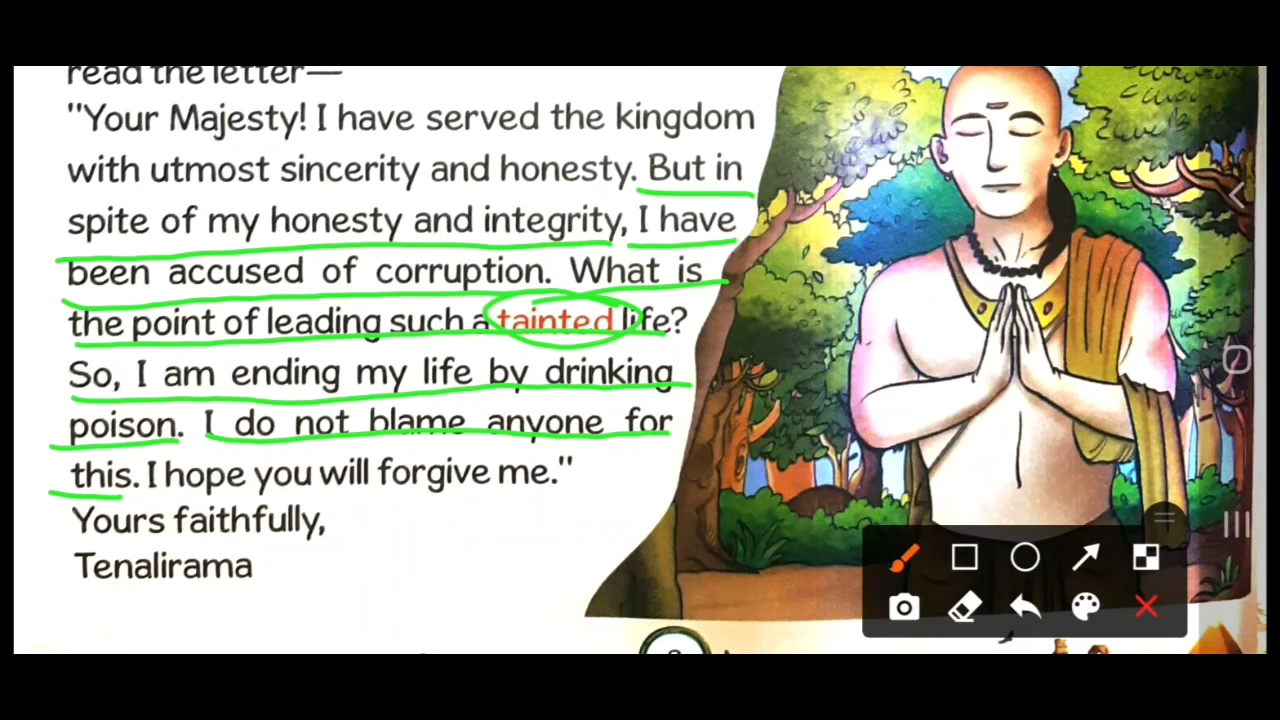 read the letter—
"Your Majesty! I have served the kingdom
with utmost sincerity and honesty. But in
spite of my honesty and integrity, I have
been accused of corruption. What is
the point of leading such a tainted life?
So, I am ending my life by drinking
poison. I do not blame anyone for
this. I hope you will forgive me."
Yours faithfully,
Tenalirama